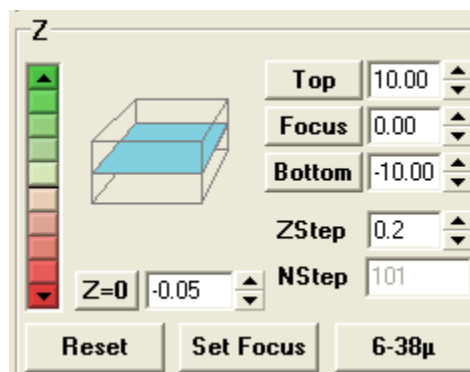 Z
Top 10.00
Focus 0.00
Bottom -10.00
ZStep 0.2
Z=0 -0.05 NStep 101
Reset Set Focus 6-38µ